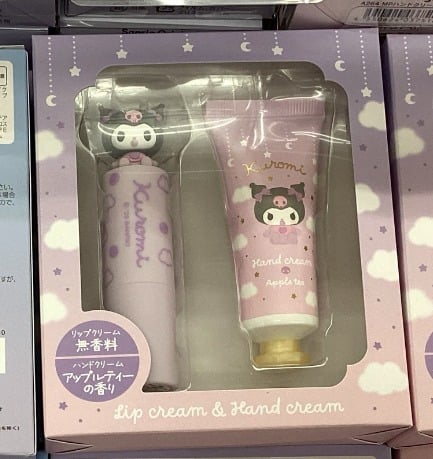 Kuromi
Kuromi
Hand cream
Apple tea
リップクリーム
無香料
ハンドクリーム
アップルティー
の香り
Lip cream & Hand cream